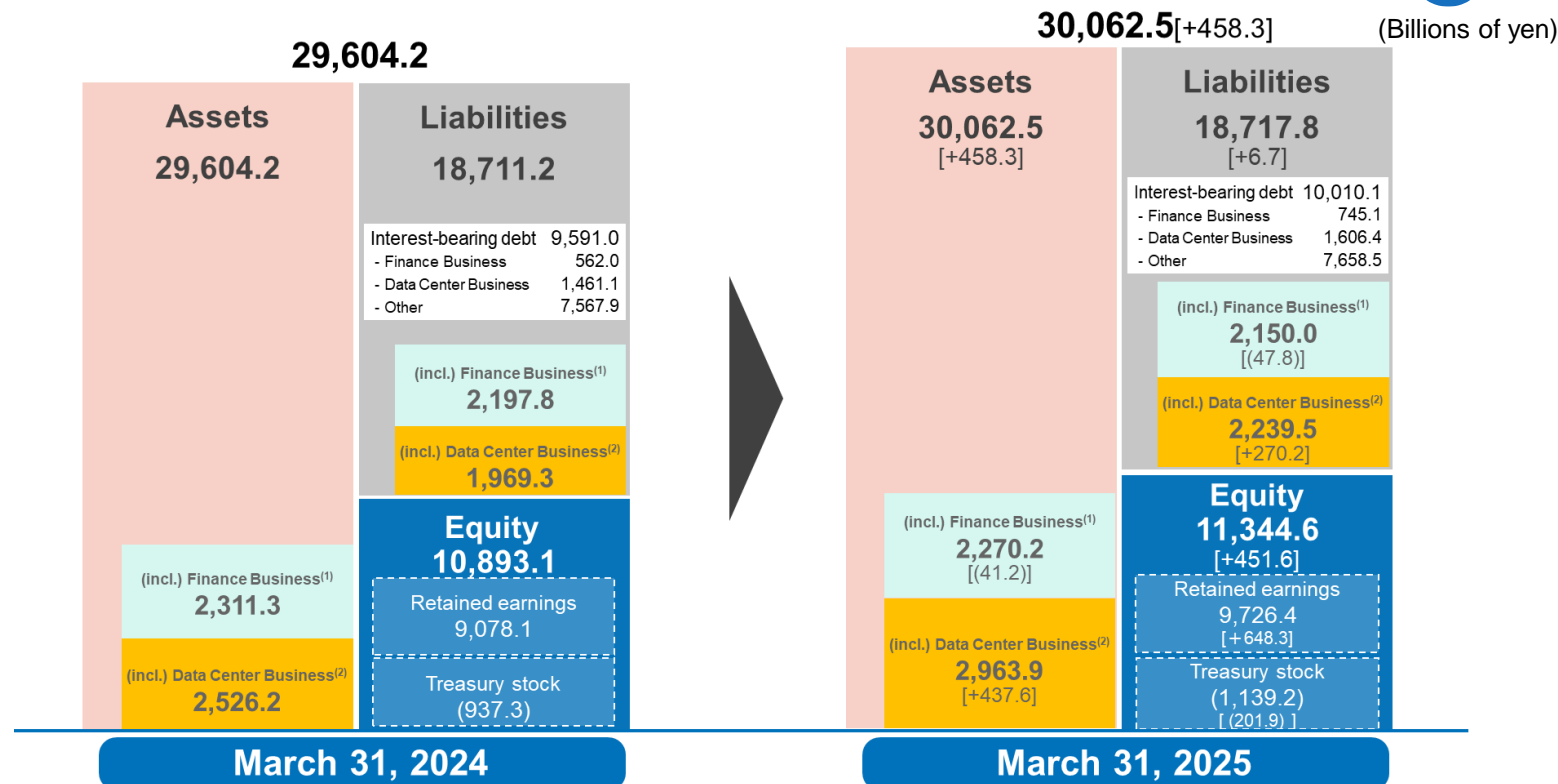 (Billions of yen)
29,604.2
Assets
29,604.2
(incl.) Finance Business(1)
2,311.3
(incl.) Data Center Business(2)
2,526.2
Liabilities
18,711.2
Interest-bearing debt 9,591.0
- Finance Business 562.0
- Data Center Business 1,461.1
- Other 7,567.9
(incl.) Finance Business(1)
2,197.8
(incl.) Data Center Business(2)
1,969.3
Equity
10,893.1
Retained earnings
9,078.1
Treasury stock
(937.3)
March 31, 2024
30,062.5[+458.3]
Assets
30,062.5
[+458.3]
(incl.) Finance Business(1)
2,270.2
[(41.2)]
(incl.) Data Center Business(2)
2,963.9
[+437.6]
Liabilities
18,717.8
[+6.7]
Interest-bearing debt 10,010.1
- Finance Business 745.1
- Data Center Business 1,606.4
- Other 7,658.5
(incl.) Finance Business(1)
2,150.0
[(47.8)]
(incl.) Data Center Business(2)
2,239.5
[+270.2]
Equity
11,344.6
[+451.6]
Retained earnings
9,726.4
[+648.3]
Treasury stock
(1,139.2)
[ (201.9) ]
March 31, 2025